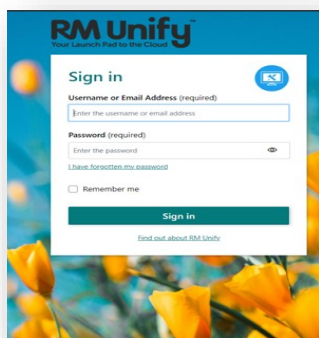 RM Unify
Your Launch Pad to the Cloud
Sign in
Username or Email Address (required)
Enter the username or email address
Password (required)
Enter the password
I have forgotten my password
Remember me
Sign in
Find out about RM Unify